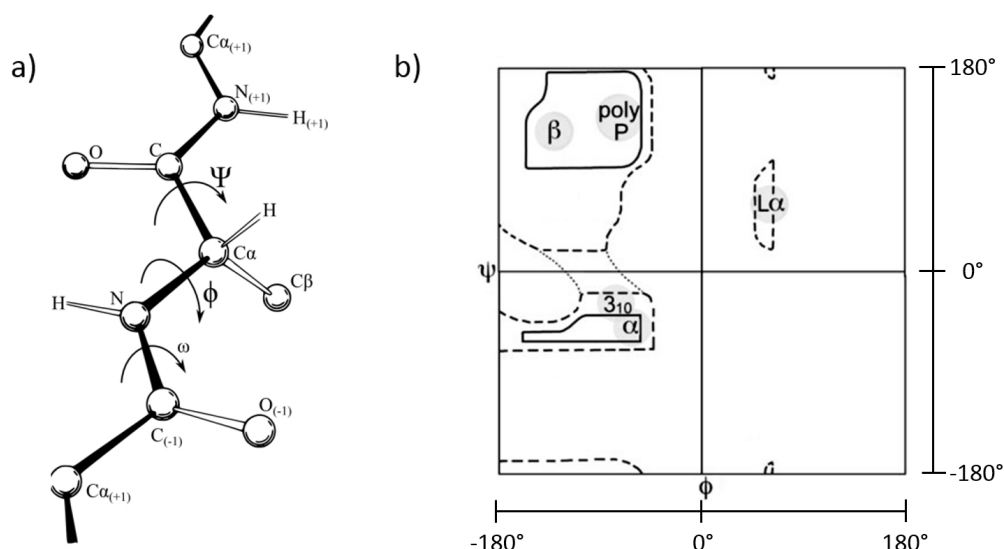 a)
Cα(+1)
N(+1)
H(+1)
O
C
Ψ
H
Cα
Cβ
N
H
ϕ
ω
O(-1)
C(-1)
Cα(+1)
b)
180°
poly
P
β
Lα
ψ
0°
3₁₀
α
-180°
ϕ
-180°
0°
180°